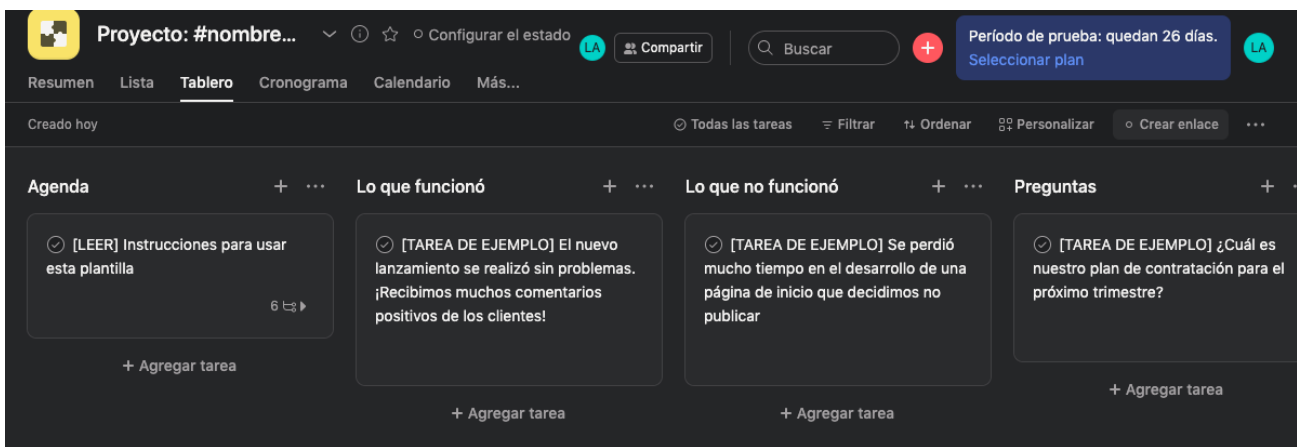 Proyecto: #nombre...
Configurar el estado
LA
Compartir
Buscar
Período de prueba: quedan 26 días.
Seleccionar plan
LA
Resumen Lista Tablero Cronograma Calendario Más...
Creado hoy
Todas las tareas Filtrar Ordenar Personalizar Crear enlace
Agenda
[LEER] Instrucciones para usar
esta plantilla
6
+ Agregar tarea
Lo que funcionó
[TAREA DE EJEMPLO] El nuevo
lanzamiento se realizó sin problemas.
¡Recibimos muchos comentarios
positivos de los clientes!
+ Agregar tarea
Lo que no funcionó
[TAREA DE EJEMPLO] Se perdió
mucho tiempo en el desarrollo de una
página de inicio que decidimos no
publicar
+ Agregar tarea
Preguntas
[TAREA DE EJEMPLO] ¿Cuál es
nuestro plan de contratación para el
próximo trimestre?
+ Agregar tarea